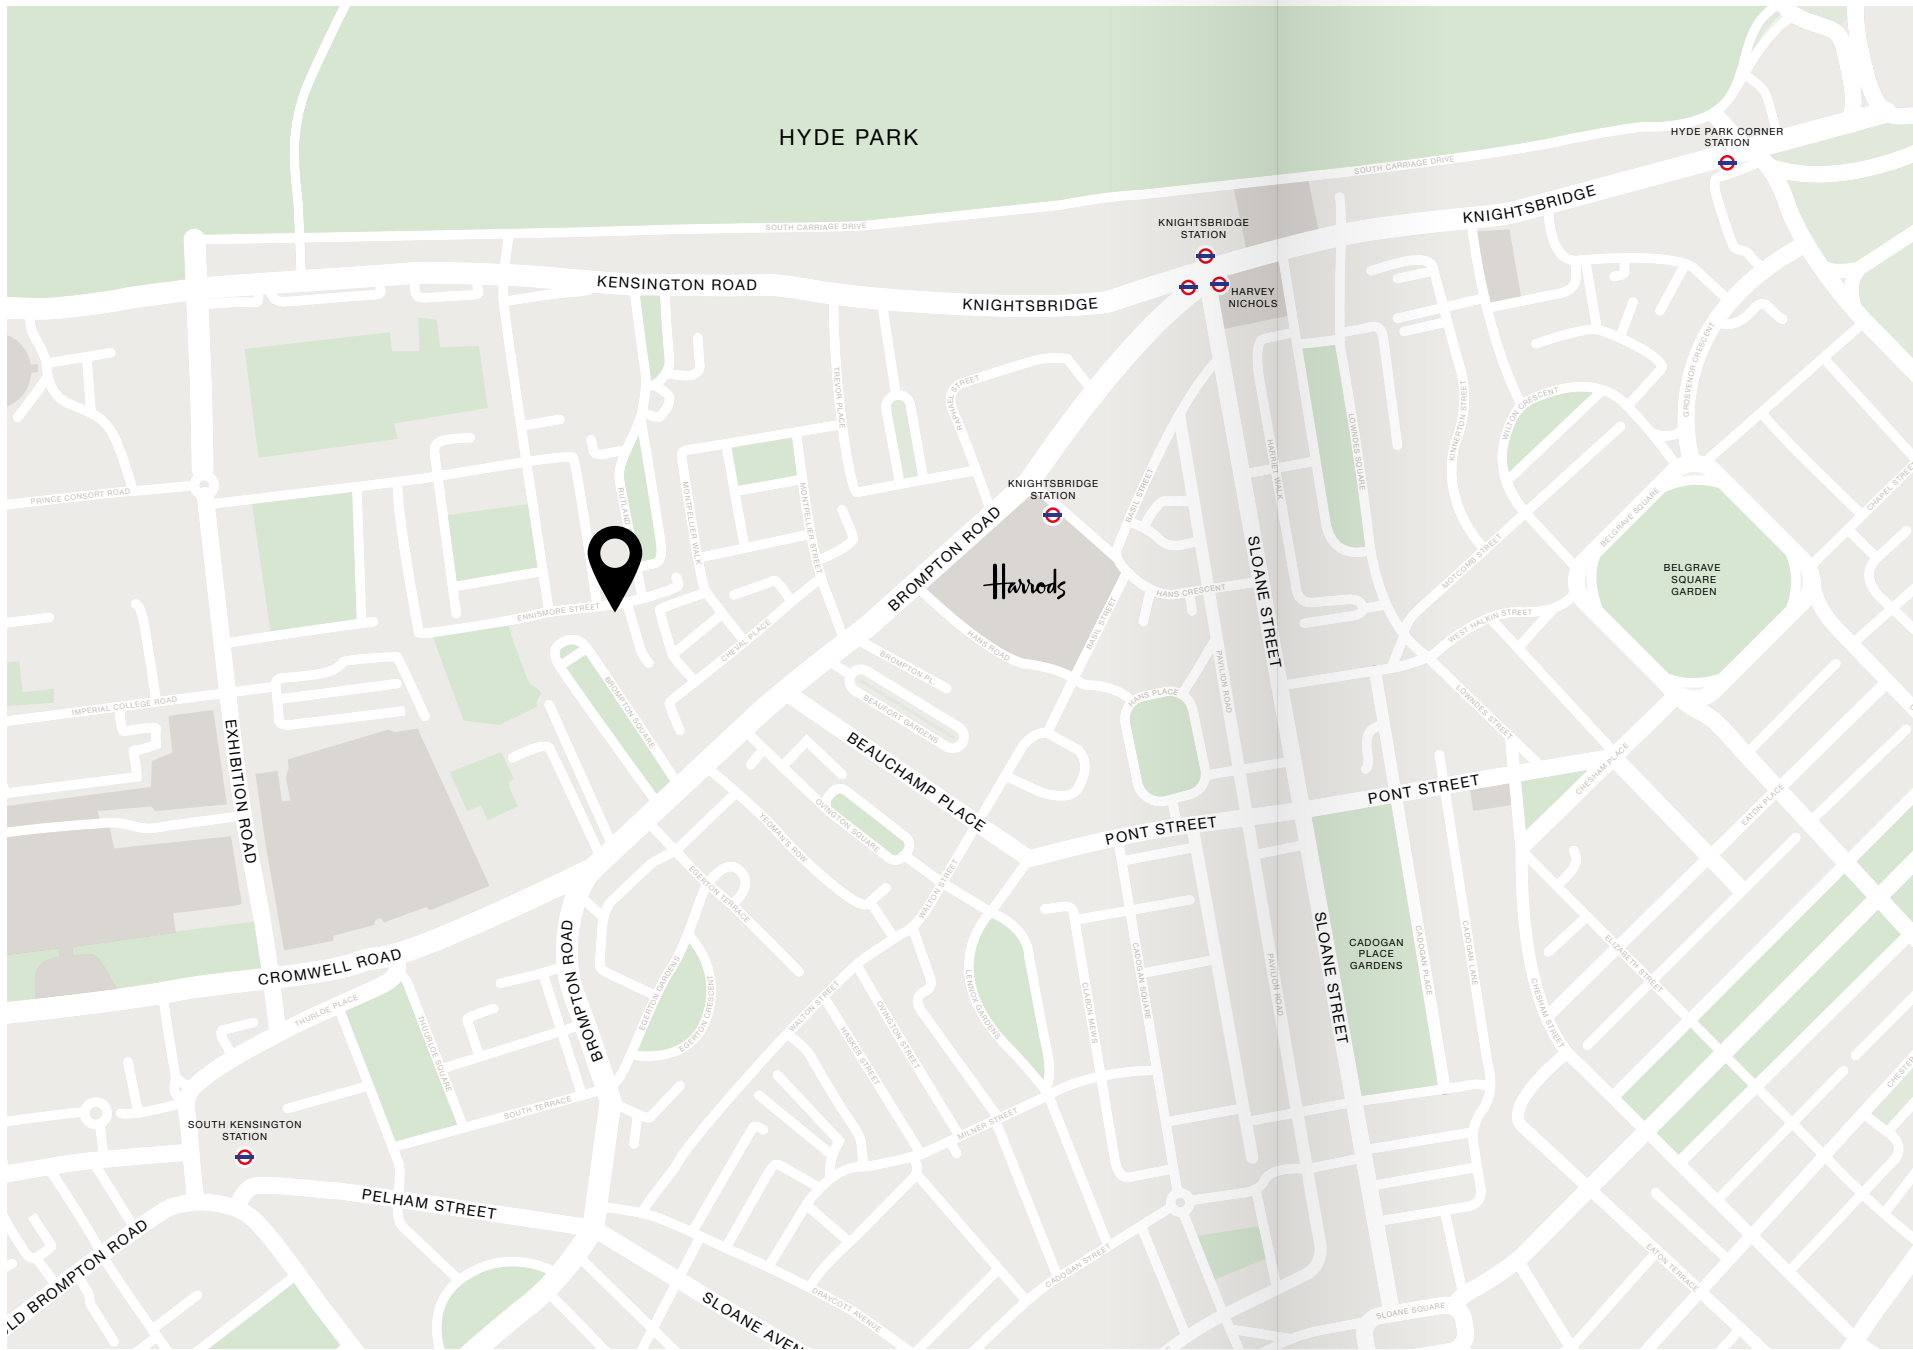 HYDE PARK
HYDE PARK CORNER
STATION
SOUTH CARRIAGE DRIVE
KNIGHTSBRIDGE
SOUTH CARRIAGE DRIVE
KNIGHTSBRIDGE
STATION
KENSINGTON ROAD
KNIGHTSBRIDGE
HARVEY
NICHOLS
TREVOR PLACE
RAPHAEL STREET
GROSVENOR CRESCENT
WILTON CRESCENT
KINNERTON STREET
LOWNDES SQUARE
HARRIET WALK
PRINCE CONSORT ROAD
RUTLAND
MONTPELLIER WALK
MONTPELLIER STREET
KNIGHTSBRIDGE
STATION
BASIL STREET
BELGRAVE SQUARE
CHAPEL STREET
BROMPTON ROAD
Harrods
SLOANE STREET
MOTCOMB STREET
BELGRAVE
SQUARE
GARDEN
HANS CRESCENT
ENNISMORE STREET
CHEVAL PLACE
HANS ROAD
BASIL STREET
WEST HALKIN STREET
BROMPTON PL.
BEAUFORT GARDENS
HANS PLACE
PAVILION ROAD
IMPERIAL COLLEGE ROAD
BROMPTON SQUARE
LOWNDES STREET
EXHIBITION ROAD
BEAUCHAMP PLACE
PONT STREET
PONT STREET
CHESHAM PLACE
EATON PLACE
OVINGTON SQUARE
YEOMAN'S ROW
EGERTON TERRACE
WALTON STREET
SLOANE STREET
CADOGAN
PLACE
GARDENS
CADOGAN PLACE
CADOGAN LANE
ELIZABETH STREET
CROMWELL ROAD
BROMPTON ROAD
CADOGAN SQUARE
PAVILION ROAD
LENNOX GARDENS
CLABON MEWS
CHESHAM STREET
EGERTON GARDENS
EGERTON CRESCENT
WALTON STREET
THURLOE PLACE
THULRLOE SQUARE
HASKER STREET
OVINGTON STREET
CHESTER
SOUTH TERRACE
MILNER STREET
SOUTH KENSINGTON
STATION
PELHAM STREET
CADOGAN STREET
EATON TERRACE
LD BROMPTON ROAD
SLOANE AVEN
DRAYCOTT AVENUE
SLOANE SQUARE